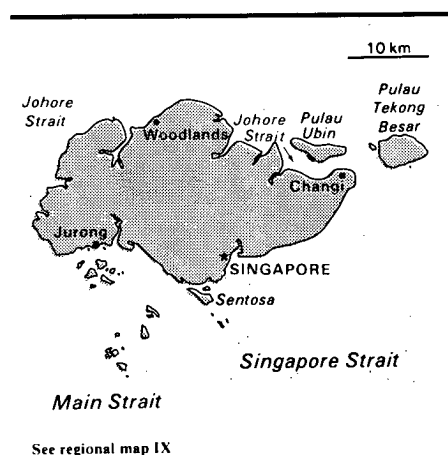 10 km
Johore
Strait
Woodlands
Johore
Strait
Pulau
Ubin
Pulau
Tekong
Besar
Changi
Jurong
SINGAPORE
Sentosa
Singapore Strait
Main Strait
See regional map IX